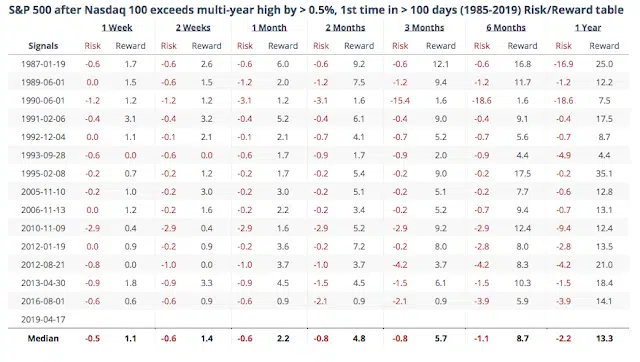 S&P 500 after Nasdaq 100 exceeds multi-year high by > 0.5%, 1st time in > 100 days (1985-2019) Risk/Reward table
1 Week 2 Weeks 1 Month 2 Months 3 Months 6 Months 1 Year
Signals Risk Reward Risk Reward Risk Reward Risk Reward Risk Reward Risk Reward Risk Reward
1987-01-19 -0.6 1.7 -0.6 2.6 -0.6 6.0 -0.6 9.2 -0.6 12.1 -0.6 16.8 -16.9 25.0
1989-06-01 0.0 1.5 -0.6 1.5 -1.2 2.0 -1.2 7.5 -1.2 9.4 -1.2 11.7 -1.2 12.2
1990-06-01 -1.2 1.2 -1.2 1.2 -3.1 1.2 -3.1 1.6 -15.4 1.6 -18.6 1.6 -18.6 7.5
1991-02-06 -0.4 3.1 -0.4 3.2 -0.4 5.2 -0.4 6.1 -0.4 9.0 -0.4 9.1 -0.4 17.5
1992-12-04 0.0 1.1 -0.1 2.1 -0.1 2.1 -0.7 4.1 -0.7 5.2 -0.7 5.6 -0.7 8.7
1993-09-28 -0.6 0.0 -0.6 0.0 -0.6 1.7 -0.9 1.7 -0.9 2.0 -0.9 4.4 -4.9 4.4
1995-02-08 -0.2 0.7 -0.2 1.2 -0.2 1.7 -0.2 5.4 -0.2 9.0 -0.2 17.5 -0.2 35.1
2005-11-10 -0.2 1.0 -0.2 3.0 -0.2 3.0 -0.2 5.1 -0.2 5.1 -0.2 7.7 -0.6 12.8
2006-11-13 0.0 1.2 -0.2 1.6 -0.2 2.2 -0.2 3.4 -0.2 5.2 -0.7 9.4 -0.7 13.1
2010-11-09 -2.9 0.4 -2.9 0.4 -2.9 1.6 -2.9 5.2 -2.9 9.2 -2.9 12.4 -9.4 12.4
2012-01-19 0.0 0.9 -0.2 0.9 -0.2 3.6 -0.2 7.2 -0.2 8.0 -2.8 8.0 -2.8 13.5
2012-08-21 -0.8 0.0 -1.0 0.0 -1.0 3.7 -1.0 3.7 -4.2 3.7 -4.2 8.3 -4.2 21.0
2013-04-30 -0.9 1.8 -0.9 3.3 -0.9 4.5 -1.5 4.5 -1.5 6.1 -1.5 10.3 -1.5 18.4
2016-08-01 -0.6 0.6 -0.6 0.9 -0.6 0.9 -2.1 0.9 -2.1 0.9 -3.9 5.9 -3.9 14.1
2019-04-17
Median -0.5 1.1 -0.6 1.4 -0.6 2.2 -0.8 4.8 -0.8 5.7 -1.1 8.7 -2.2 13.3